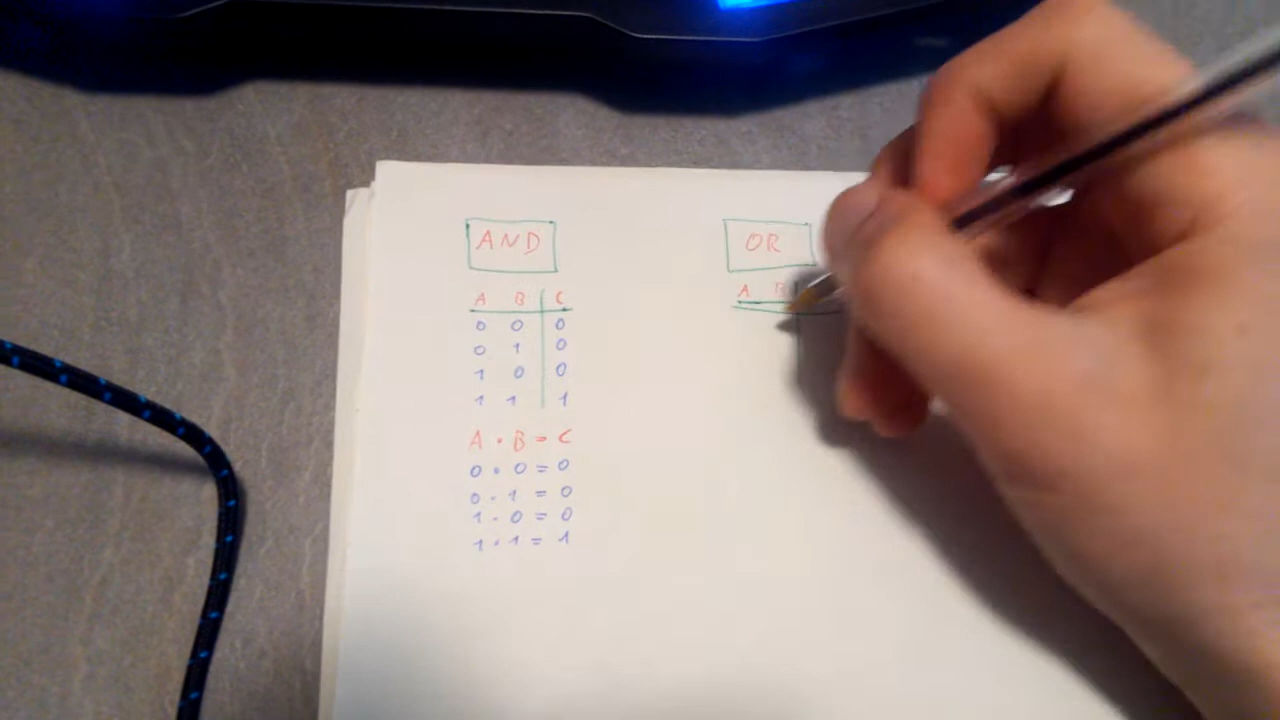 AND
A B C
0 0 0
0 1 0
1 0 0
1 1 1
A · B = C
0 · 0 = 0
0 · 1 = 0
1 · 0 = 0
1 · 1 = 1
OR
A B